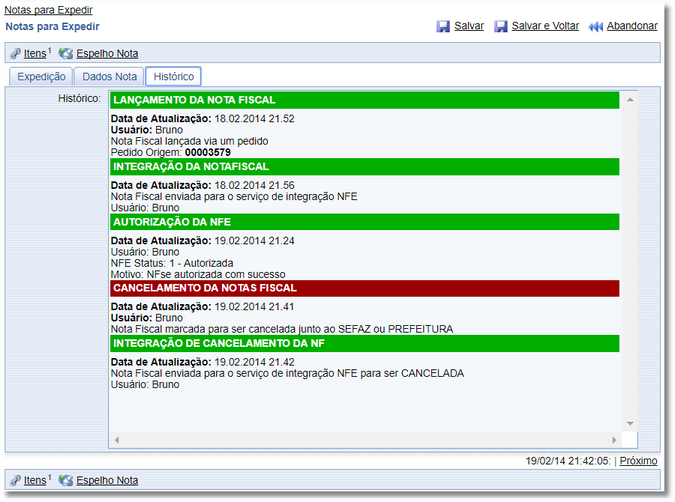 Notas para Expedir
Notas para Expedir
Salvar Salvar e Voltar Abandonar
Itens 1 Espelho Nota
Expedição Dados Nota Histórico
Histórico:
LANÇAMENTO DA NOTA FISCAL
Data de Atualização: 18.02.2014 21.52
Usuário: Bruno
Nota Fiscal lançada via um pedido
Pedido Origem: 00003579
INTEGRAÇÃO DA NOTAFISCAL
Data de Atualização: 18.02.2014 21.56
Nota Fiscal enviada para o serviço de integração NFE
Usuário: Bruno
AUTORIZAÇÃO DA NFE
Data de Atualização: 19.02.2014 21.24
Usuário: Bruno
NFE Status: 1 - Autorizada
Motivo: NFse autorizada com sucesso
CANCELAMENTO DA NOTAS FISCAL
Data de Atualização: 19.02.2014 21.41
Usuário: Bruno
Nota Fiscal marcada para ser cancelada junto ao SEFAZ ou PREFEITURA
INTEGRAÇÃO DE CANCELAMENTO DA NF
Data de Atualização: 19.02.2014 21.42
Nota Fiscal enviada para o serviço de integração NFE para ser CANCELADA
Usuário: Bruno
19/02/14 21:42:05: | Próximo
Itens 1 Espelho Nota